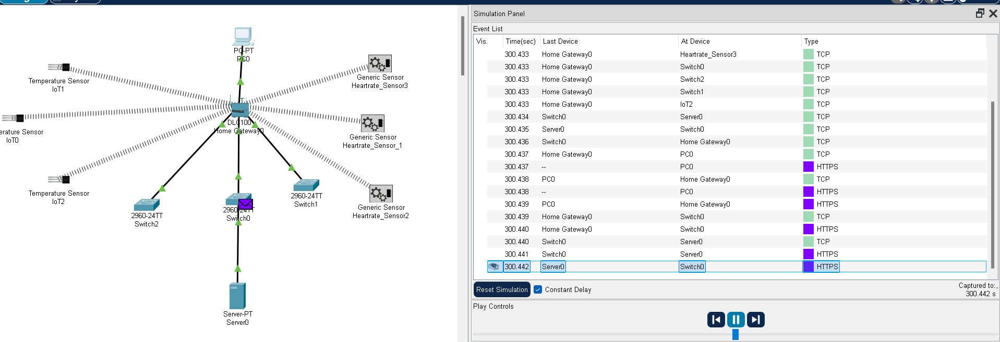 PC-PT
PC0
Temperature Sensor
IoT1
Generic Sensor
Heartrate_Sensor3
erature Sensor
IoT0
DLC100
Home Gateway0
Generic Sensor
Heartrate_Sensor_1
Temperature Sensor
IoT2
2960-24TT
Switch2
2960-24TT
Switch0
2960-24TT
Switch1
Generic Sensor
Heartrate_Sensor2
Server-PT
Server0
Simulation Panel
Event List
Vis. Time(sec) Last Device At Device Type
300.433 Home Gateway0 Heartrate_Sensor3 TCP
300.433 Home Gateway0 Switch0 TCP
300.433 Home Gateway0 Switch2 TCP
300.433 Home Gateway0 Switch1 TCP
300.433 Home Gateway0 IoT2 TCP
300.434 Switch0 Server0 TCP
300.435 Server0 Switch0 TCP
300.436 Switch0 Home Gateway0 TCP
300.437 Home Gateway0 PC0 TCP
300.437 -- PC0 HTTPS
300.438 PC0 Home Gateway0 TCP
300.438 -- PC0 HTTPS
300.439 PC0 Home Gateway0 HTTPS
300.439 Home Gateway0 Switch0 TCP
300.440 Home Gateway0 Switch0 HTTPS
300.440 Switch0 Server0 TCP
300.441 Switch0 Server0 HTTPS
300.442 Server0 Switch0 HTTPS
Reset Simulation Constant Delay
Captured to:
300.442 s
Play Controls